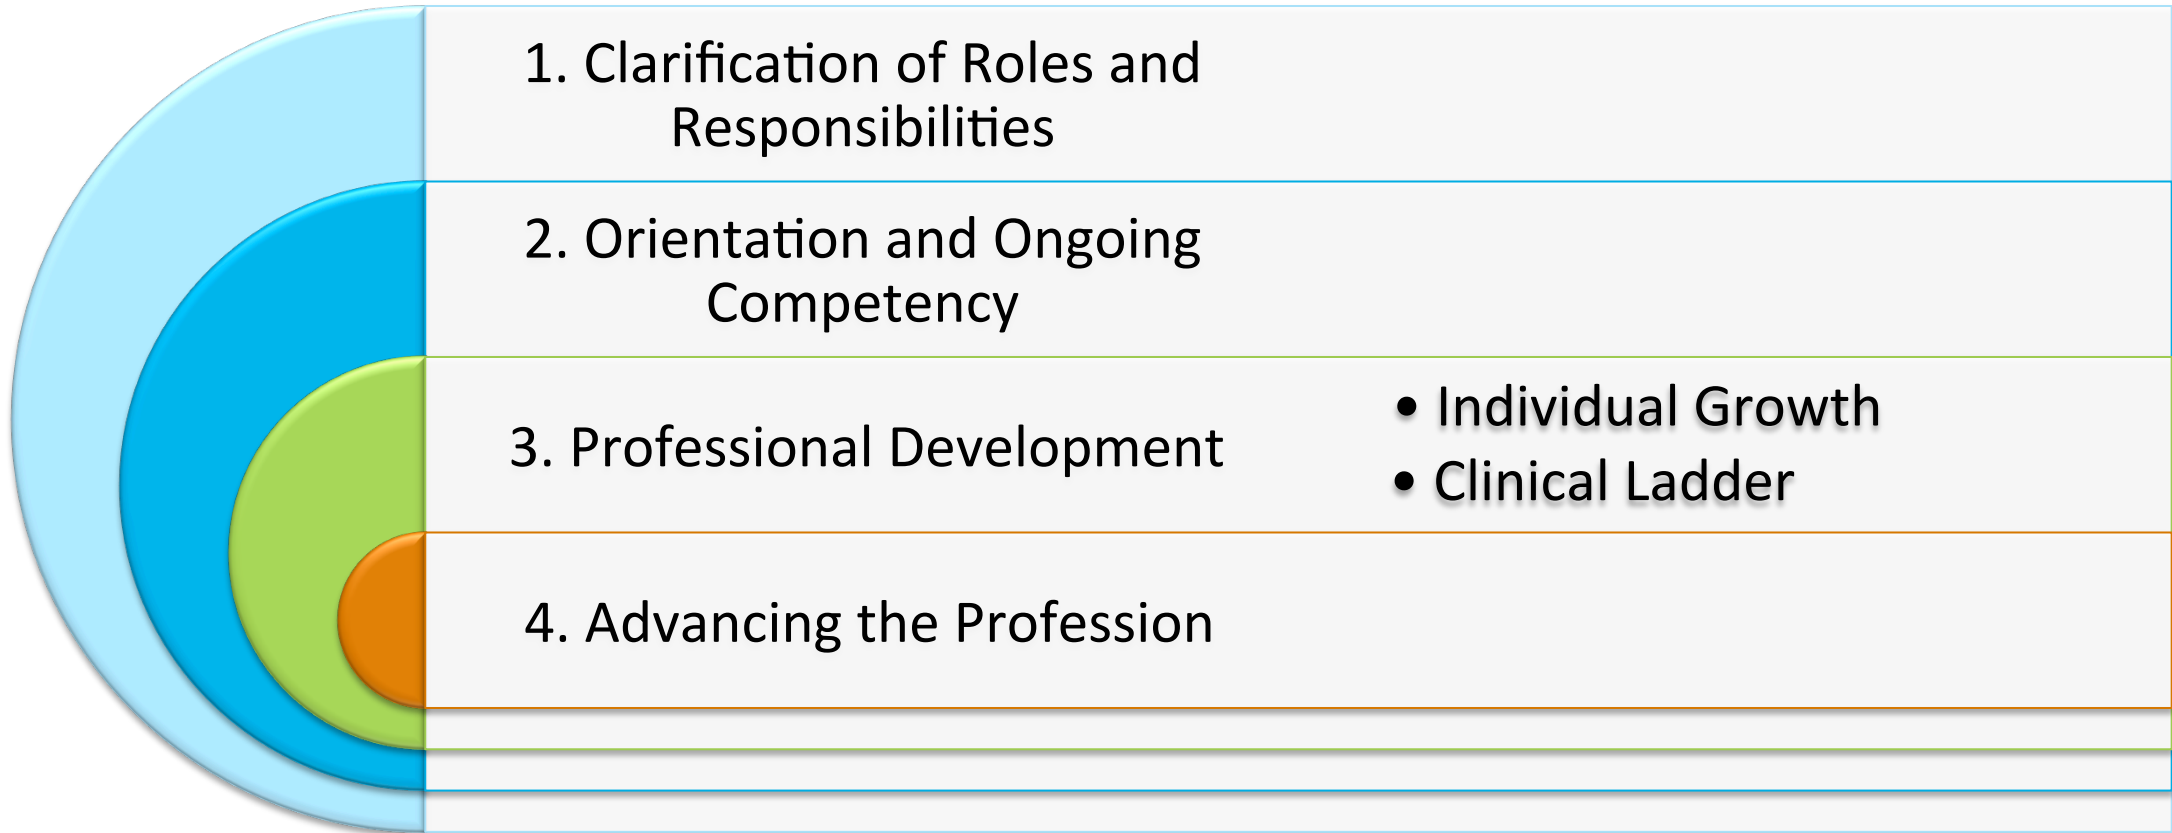 1. Clarification of Roles and
Responsibilities
2. Orientation and Ongoing
Competency
3. Professional Development
• Individual Growth
• Clinical Ladder
4. Advancing the Profession